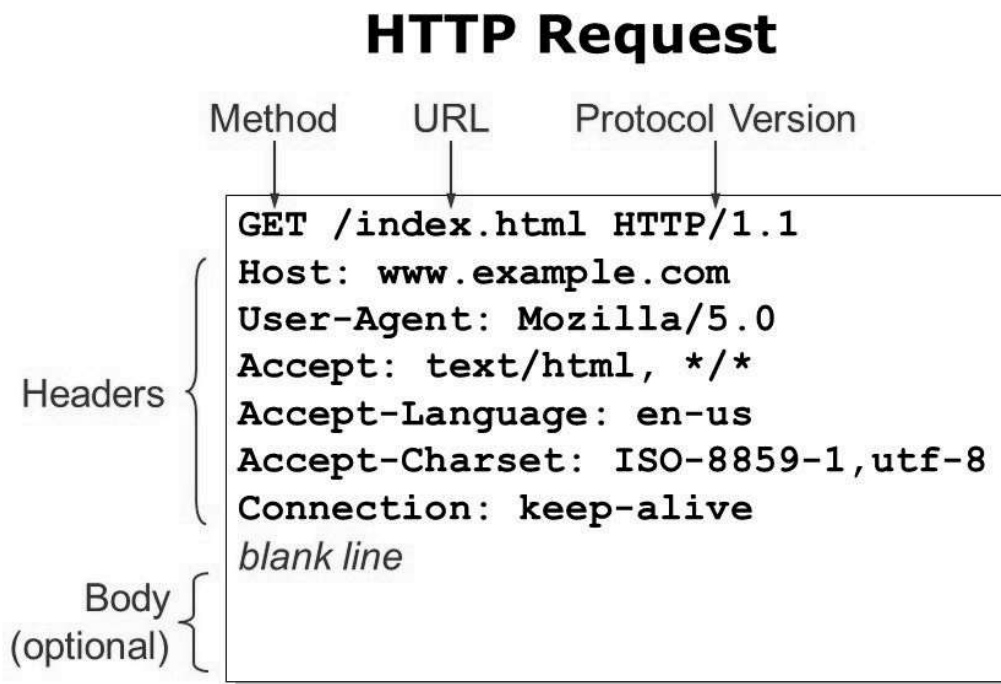 HTTP Request
Method URL Protocol Version
GET /index.html HTTP/1.1
Host: www.example.com
User-Agent: Mozilla/5.0
Accept: text/html, */*
Accept-Language: en-us
Accept-Charset: ISO-8859-1,utf-8
Connection: keep-alive
blank line
Headers
Body
(optional)